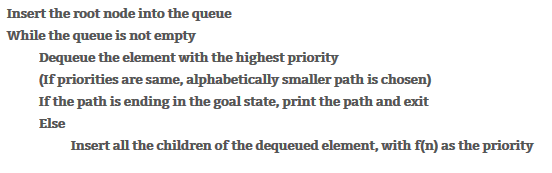 Insert the root node into the queue
While the queue is not empty
Dequeue the element with the highest priority
(If priorities are same, alphabetically smaller path is chosen)
If the path is ending in the goal state, print the path and exit
Else
Insert all the children of the dequeued element, with f(n) as the priority